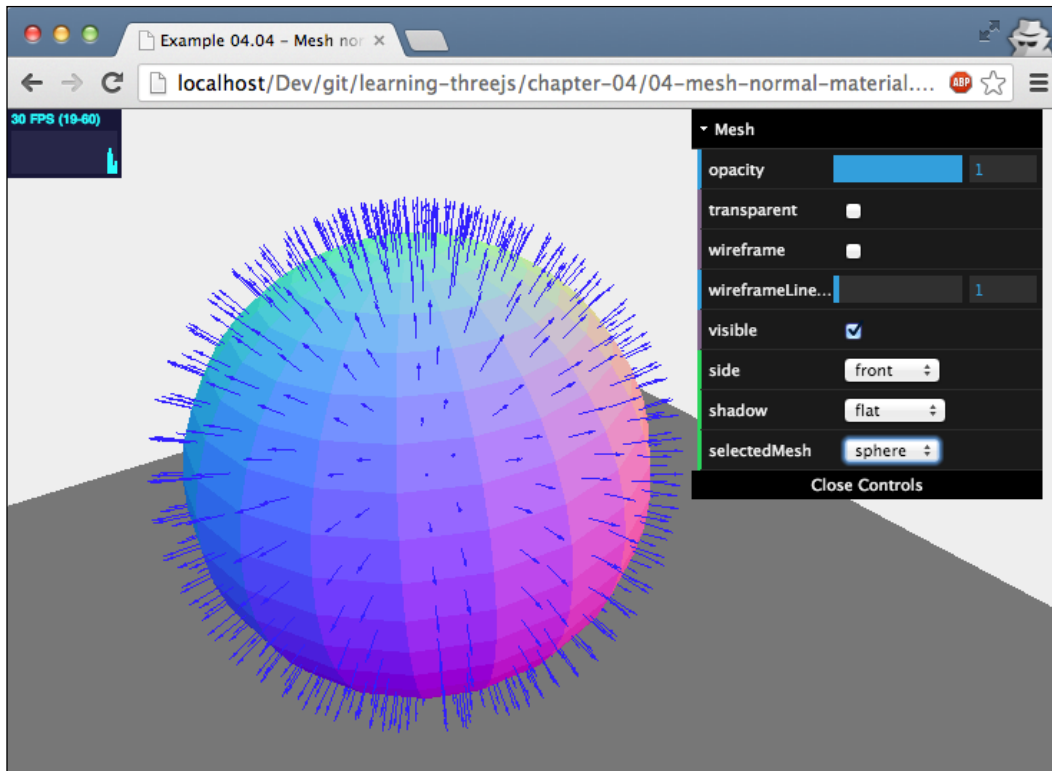 Example 04.04 - Mesh nor
localhost/Dev/git/learning-threejs/chapter-04/04-mesh-normal-material....
ABP
30 FPS (19-60)
Mesh
opacity 1
transparent
wireframe
wireframeLine... 1
visible
side front
shadow flat
selectedMesh sphere
Close Controls